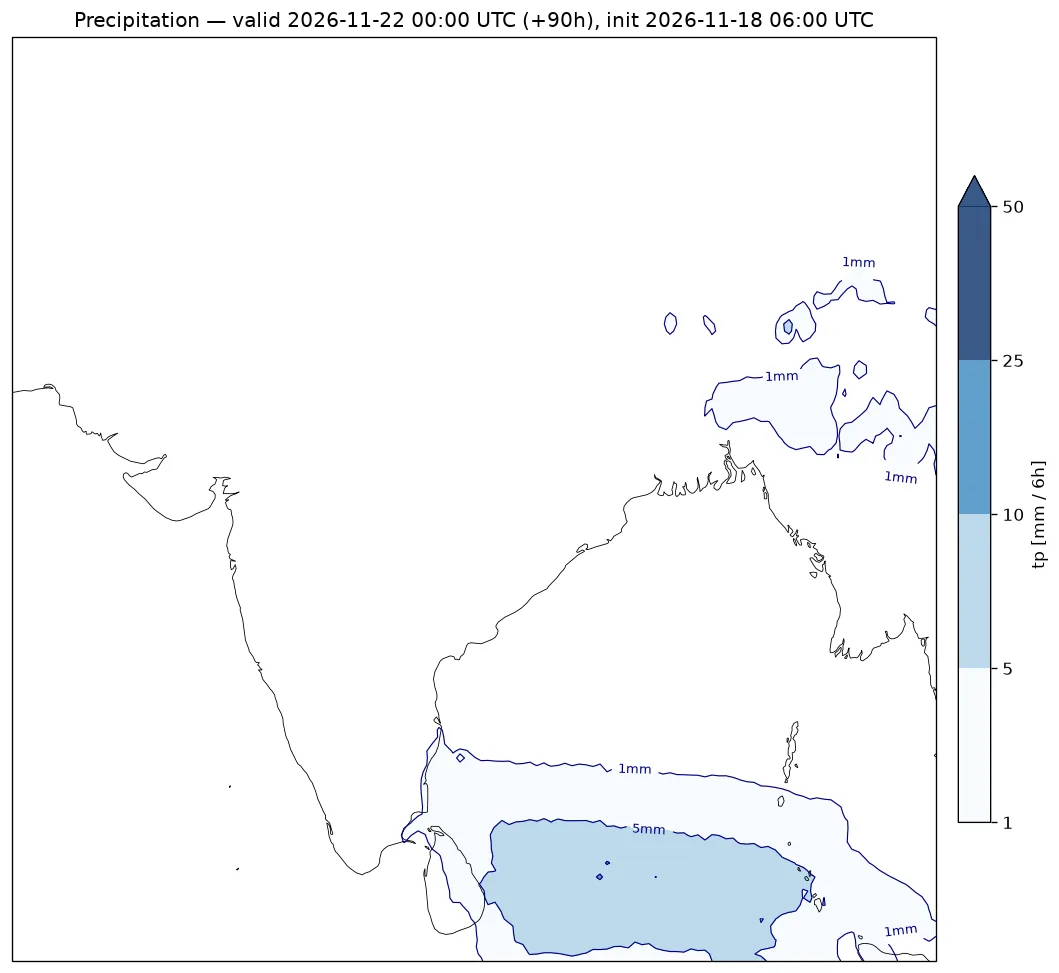 Precipitation — valid 2026-11-22 00:00 UTC (+90h), init 2026-11-18 06:00 UTC
50
1mm
25
1mm
1mm
tp [mm / 6h]
10
5
1mm
1
5mm
1mm